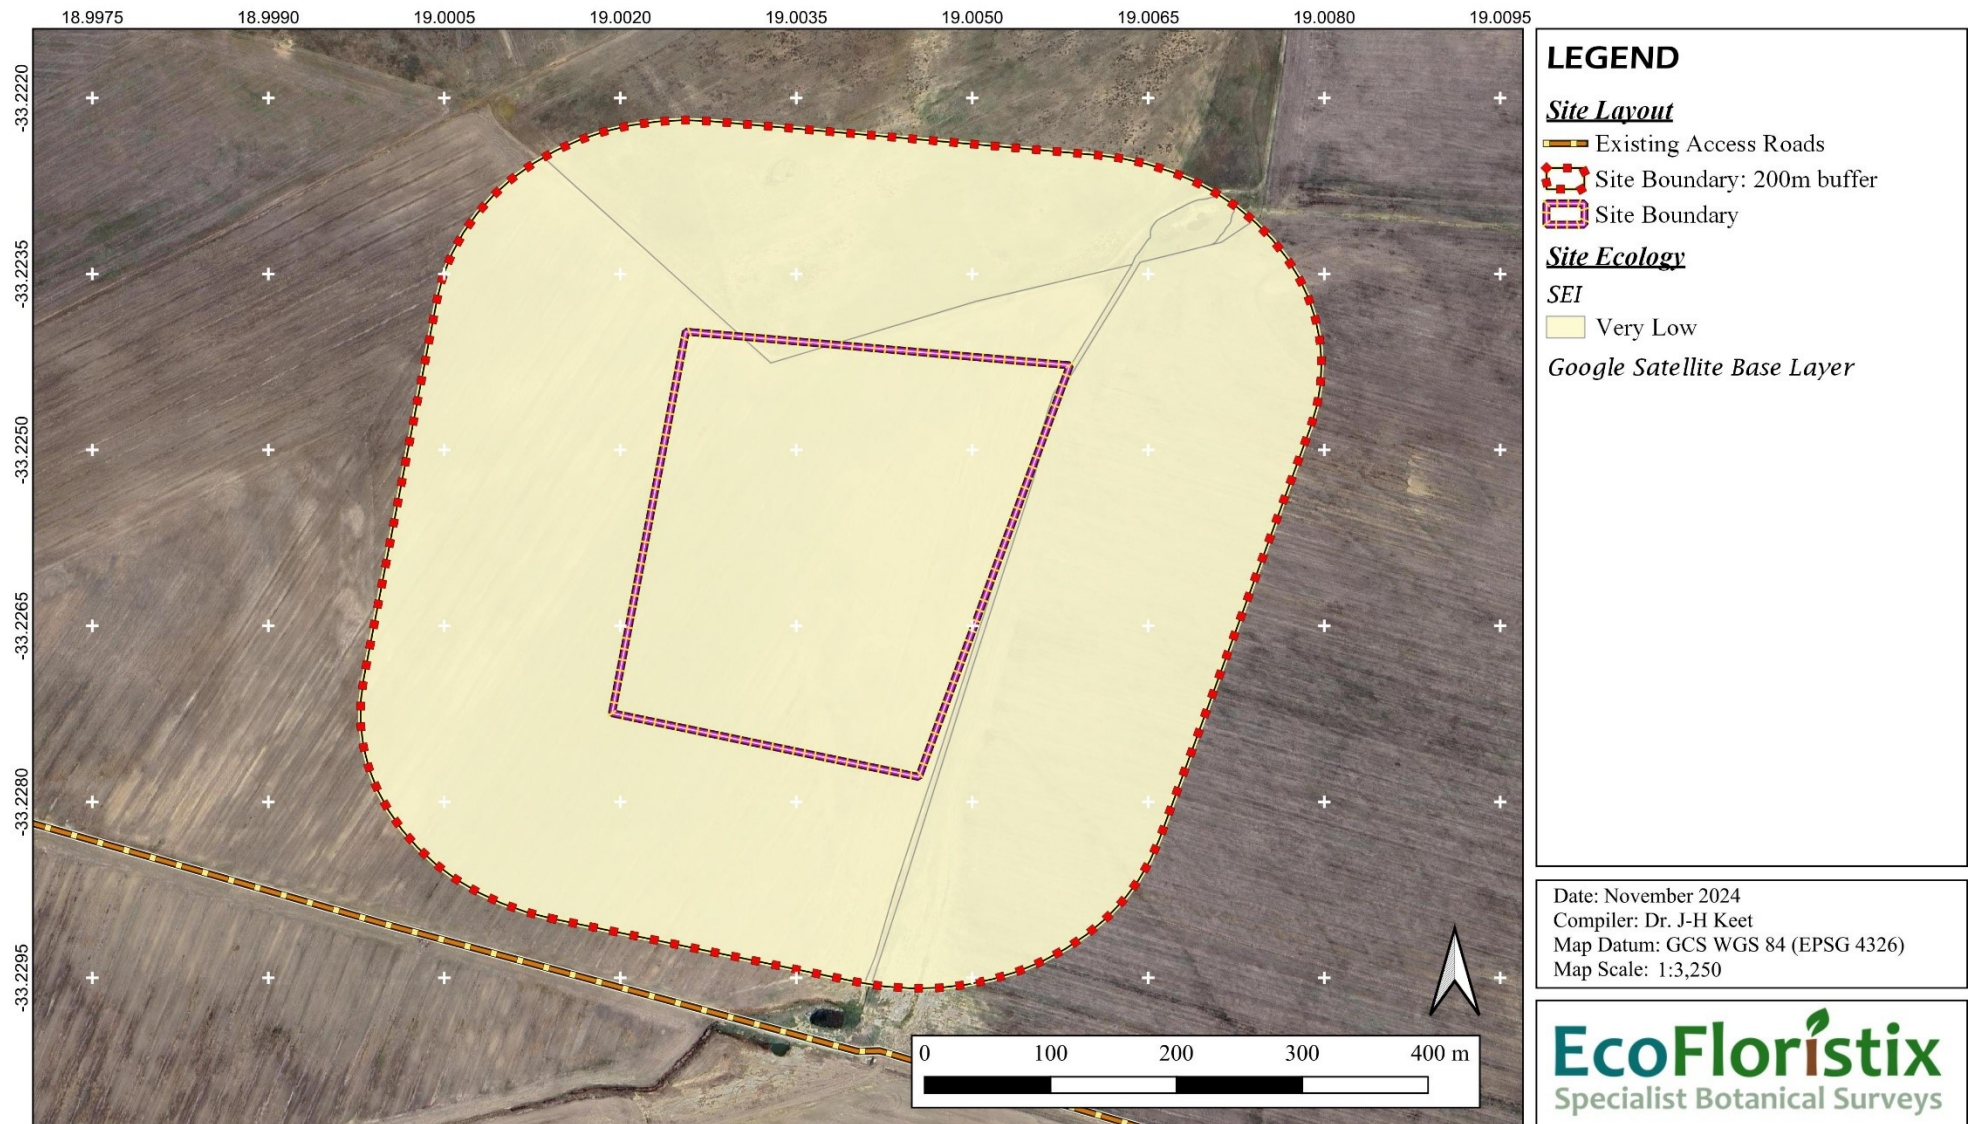 18.9975 18.9990 19.0005 19.0020 19.0035 19.0050 19.0065 19.0080 19.0095
-33.2220
-33.2235
-33.2250
-33.2265
-33.2280
-33.2295
0 100 200 300 400 m
LEGEND
Site Layout
Existing Access Roads
Site Boundary: 200m buffer
Site Boundary
Site Ecology
SEI
Very Low
Google Satellite Base Layer
Date: November 2024
Compiler: Dr. J-H Keet
Map Datum: GCS WGS 84 (EPSG 4326)
Map Scale: 1:3,250
EcoFloristix
Specialist Botanical Surveys